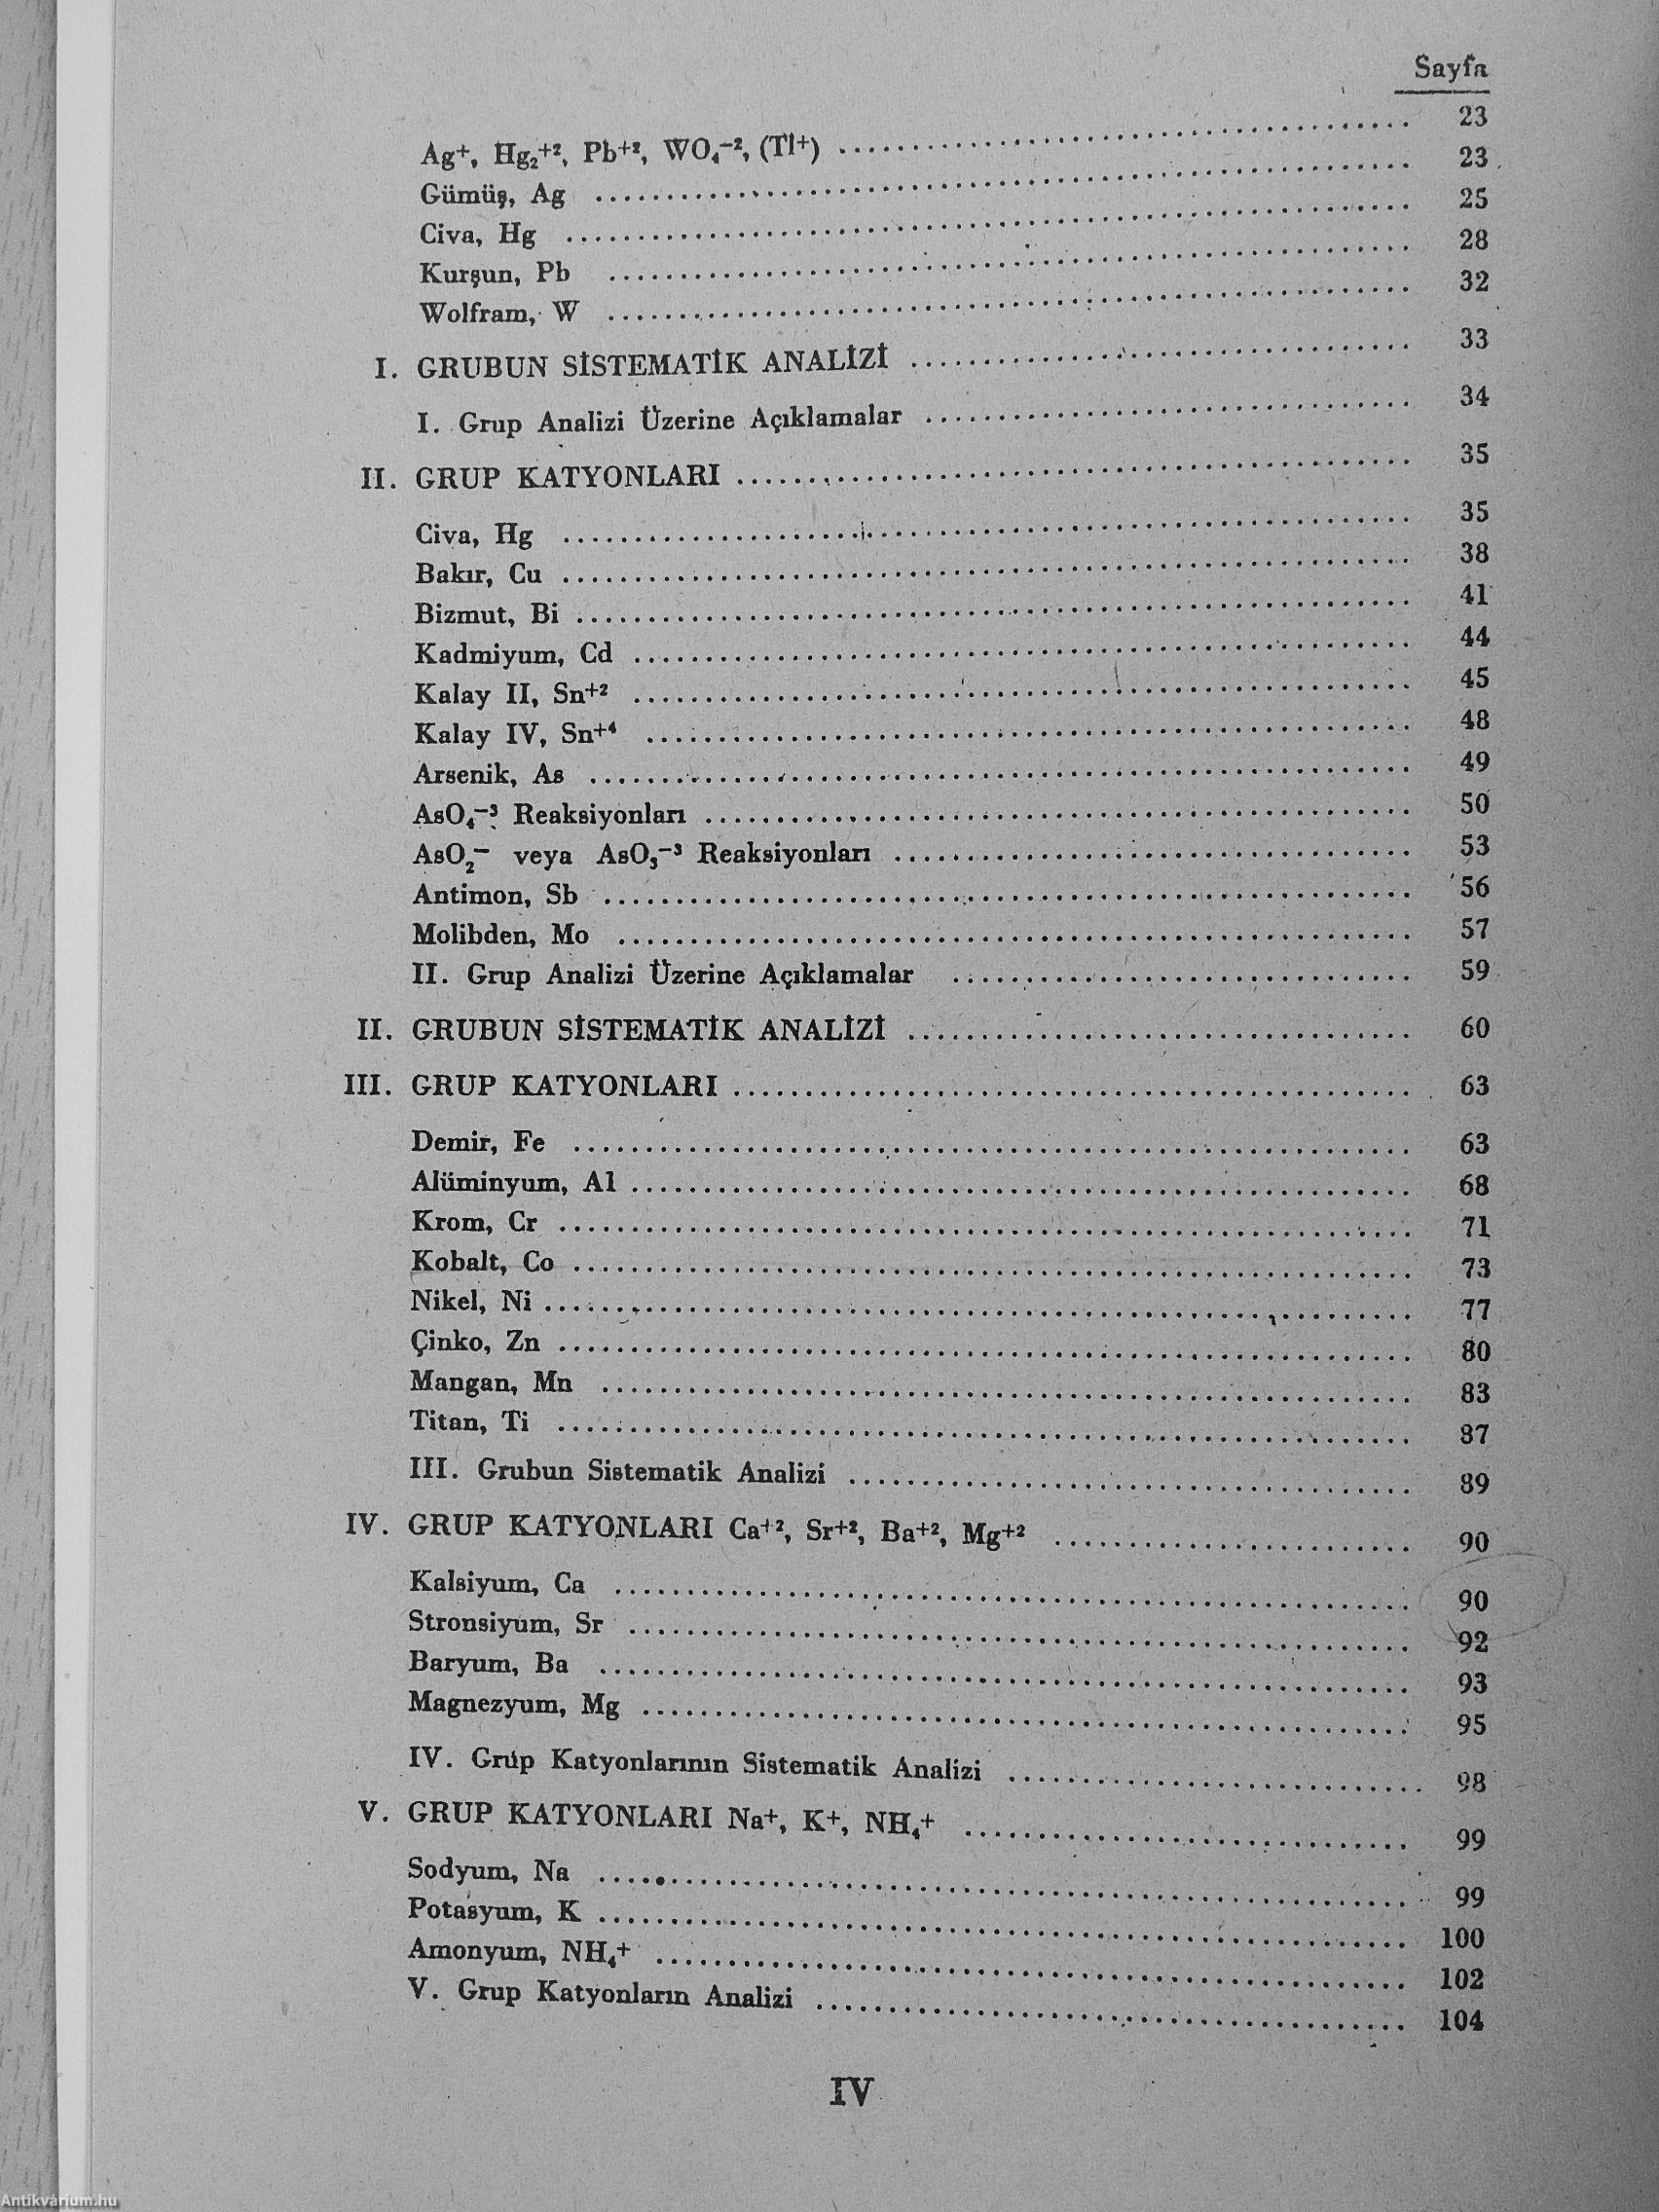 Sayfa
Ag+, Hg₂+², Pb+², WO₄−², (Tl+) ........ 23
Gümüş, Ag ........ 23
Civa, Hg ........ 25
Kurşun, Pb ........ 28
Wolfram, W ........ 32
I. GRUBUN SİSTEMATİK ANALİZİ ........ 33
I. Grup Analizi Üzerine Açıklamalar ........ 34
II. GRUP KATYONLARI ........ 35
Civa, Hg ........ 35
Bakır, Cu ........ 38
Bizmut, Bi ........ 41
Kadmiyum, Cd ........ 44
Kalay II, Sn+² ........ 45
Kalay IV, Sn+⁴ ........ 48
Arsenik, As ........ 49
AsO₄−³ Reaksiyonları ........ 50
AsO₂− veya AsO₃−³ Reaksiyonları ........ 53
Antimon, Sb ........ 56
Molibden, Mo ........ 57
II. Grup Analizi Üzerine Açıklamalar ........ 59
II. GRUBUN SİSTEMATİK ANALİZİ ........ 60
III. GRUP KATYONLARI ........ 63
Demir, Fe ........ 63
Alüminyum, Al ........ 68
Krom, Cr ........ 71
Kobalt, Co ........ 73
Nikel, Ni ........ 77
Çinko, Zn ........ 80
Mangan, Mn ........ 83
Titan, Ti ........ 87
III. Grubun Sistematik Analizi ........ 89
IV. GRUP KATYONLARI Ca+², Sr+², Ba+², Mg+² ........ 90
Kalsiyum, Ca ........ 90
Stronsiyum, Sr ........ 92
Baryum, Ba ........ 93
Magnezyum, Mg ........ 95
IV. Grup Katyonlarının Sistematik Analizi ........ 98
V. GRUP KATYONLARI Na+, K+, NH₄+ ........ 99
Sodyum, Na ........ 99
Potasyum, K ........ 100
Amonyum, NH₄+ ........ 102
V. Grup Katyonların Analizi ........ 104
IV
Antikvárium.hu